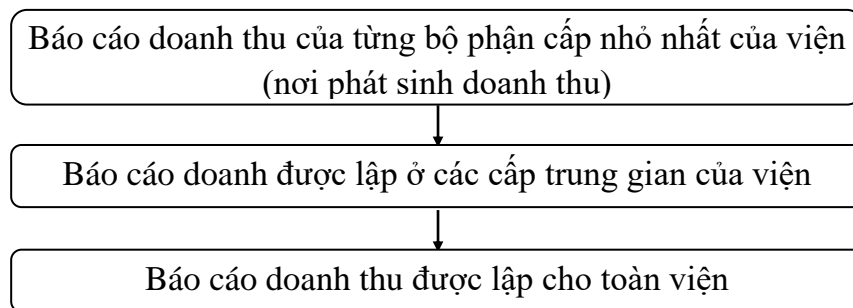 Báo cáo doanh thu của từng bộ phận cấp nhỏ nhất của viện
(nơi phát sinh doanh thu)
Báo cáo doanh được lập ở các cấp trung gian của viện
Báo cáo doanh thu được lập cho toàn viện